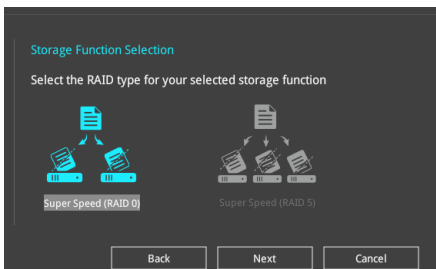 Storage Function Selection
Select the RAID type for your selected storage function
Super Speed (RAID 0)
Super Speed (RAID 5)
Back
Next
Cancel